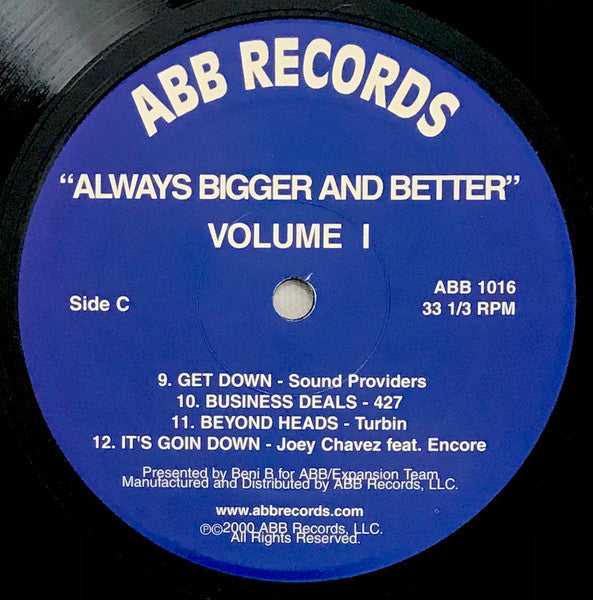 ABB RECORDS
“ALWAYS BIGGER AND BETTER”
VOLUME I
Side C
ABB 1016
33 1/3 RPM
9. GET DOWN - Sound Providers
10. BUSINESS DEALS - 427
11. BEYOND HEADS - Turbin
12. IT'S GOIN DOWN - Joey Chavez feat. Encore
Presented by Beni B for ABB/Expansion Team
Manufactured and Distributed by ABB Records, LLC.
www.abbrecords.com
℗©2000 ABB Records, LLC.
All Rights Reserved.